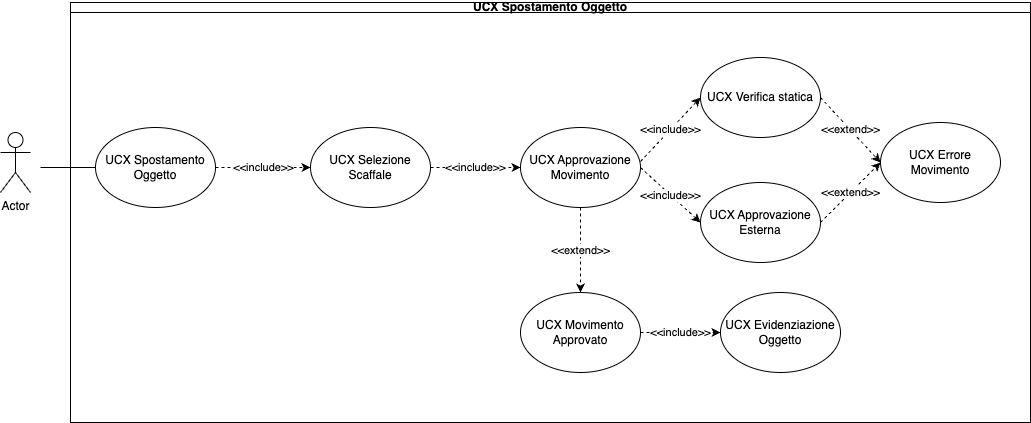 UCX Spostamento Oggetto
Actor
UCX Spostamento
Oggetto
<<include>>
UCX Selezione
Scaffale
<<include>>
UCX Approvazione
Movimento
<<include>>
UCX Verifica statica
<<extend>>
UCX Errore
Movimento
<<include>>
UCX Approvazione
Esterna
<<extend>>
<<extend>>
UCX Movimento
Approvato
<<include>>
UCX Evidenziazione
Oggetto